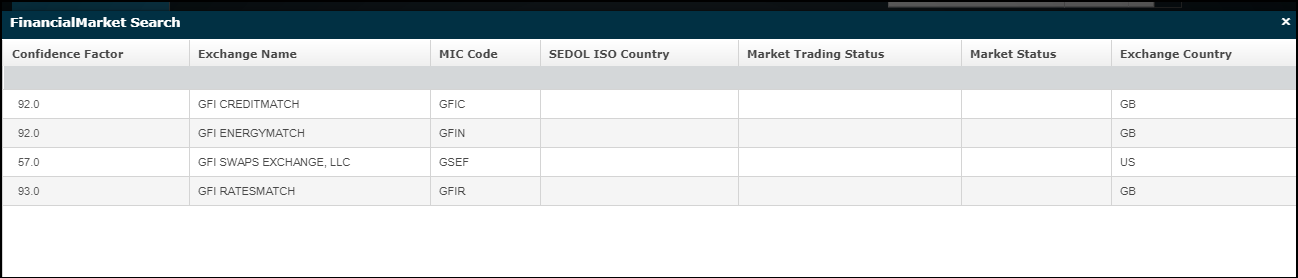 FinancialMarket Search ×
Confidence Factor Exchange Name MIC Code SEDOL ISO Country Market Trading Status Market Status Exchange Country
92.0 GFI CREDITMATCH GFIC GB
92.0 GFI ENERGYMATCH GFIN GB
57.0 GFI SWAPS EXCHANGE, LLC GSEF US
93.0 GFI RATESMATCH GFIR GB